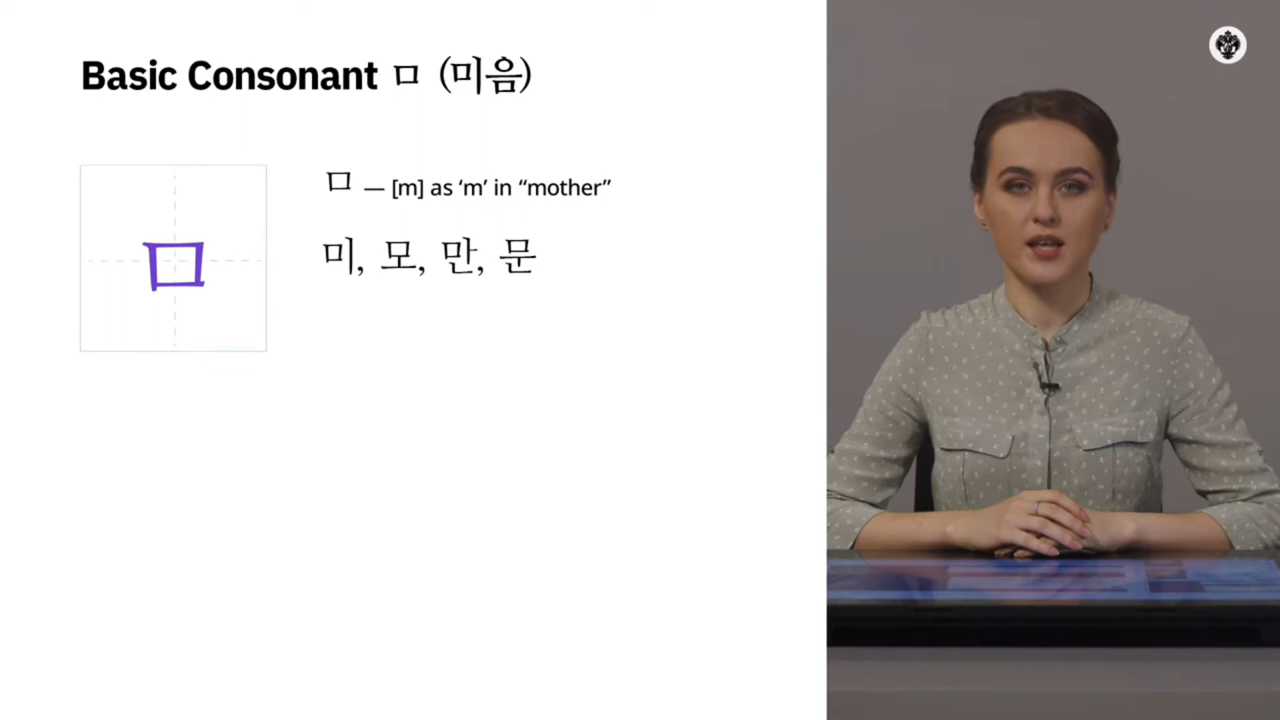 Basic Consonant ㅁ (미음)
ㅁ — [m] as ‘m’ in “mother”
미, 모, 만, 문
ㅁ